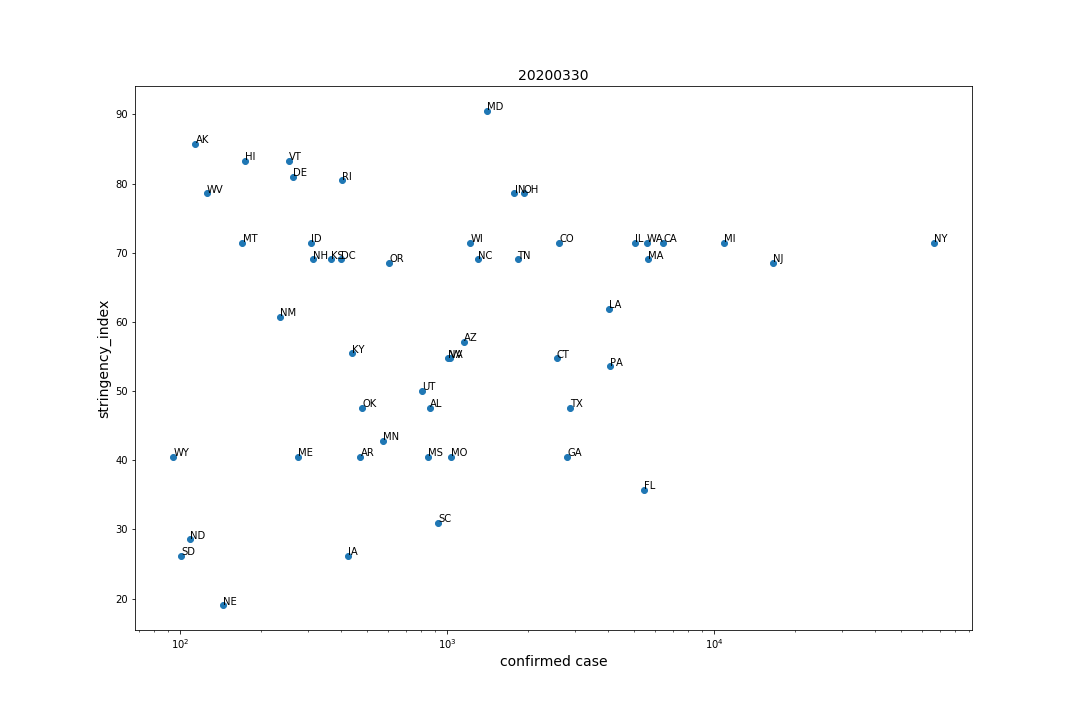 20200330
stringency_index
90
80
70
60
50
40
30
20
MD
AK
HI
VT
DE
RI
WV
IN
OH
MT
ID
WI
CO
IL
WA
CA
MI
NY
NH
KS
DC
OR
NC
TN
MA
NJ
NM
LA
AZ
KY
CT
PA
UT
OK
AL
TX
MN
WY
ME
AR
MS
MO
GA
FL
SC
ND
SD
IA
NE
10²
10³
10⁴
confirmed case